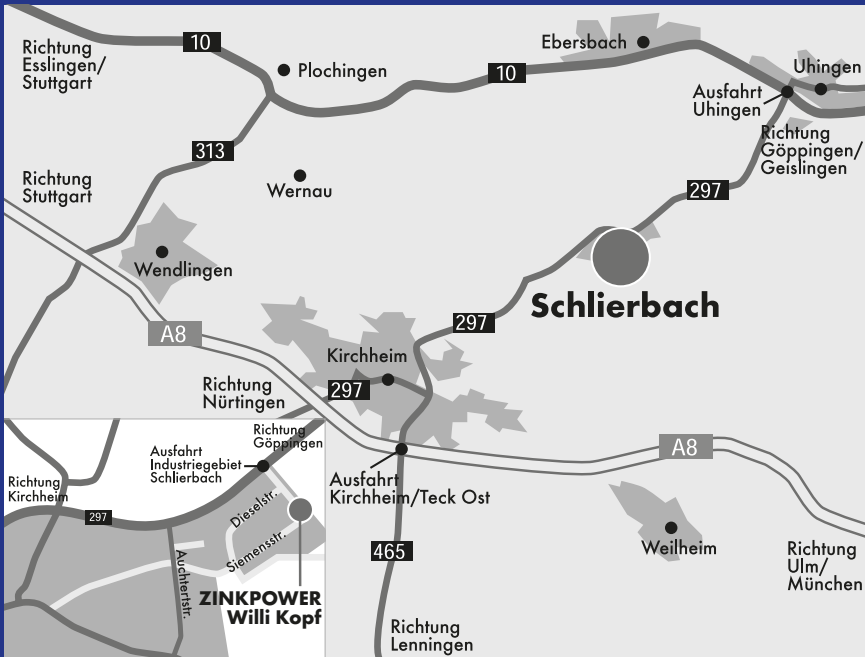 Richtung
Esslingen/
Stuttgart
10
Plochingen
10
Ebersbach
Uhingen
Ausfahrt
Uhingen
Richtung
Göppingen/
Geislingen
313
Richtung
Stuttgart
Wernau
297
Wendlingen
Schlierbach
A8
297
Kirchheim
297
Richtung
Nürtingen
A8
Ausfahrt
Kirchheim/Teck Ost
465
Weilheim
Richtung
Ulm/
München
Richtung
Lenningen
Richtung
Göppingen
Ausfahrt
Industriegebiet
Schlierbach
Richtung
Kirchheim
297
Dieselstr.
Siemensstr.
Auchtertstr.
ZINKPOWER
Willi Kopf